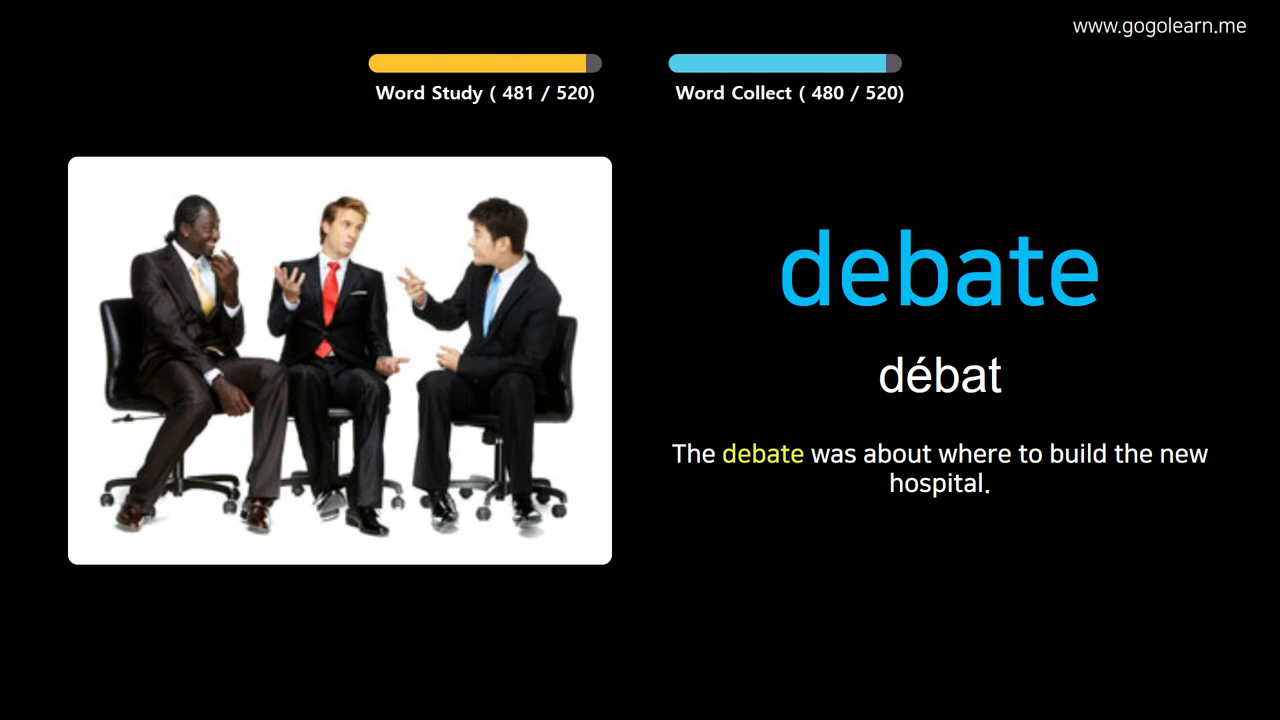 www.gogolearn.me
Word Study ( 481 / 520)
Word Collect ( 480 / 520)
debate
débat
The debate was about where to build the new
hospital.